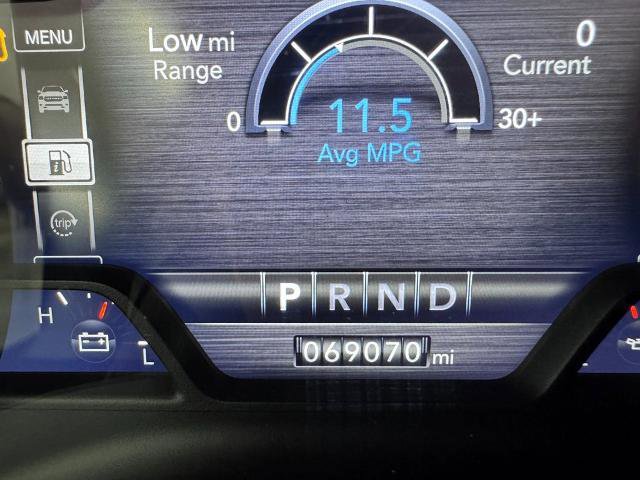 MENU
Low mi
Range
0
Current
0
30+
11.5
Avg MPG
i
trip
P R N D
H
L
069070 mi